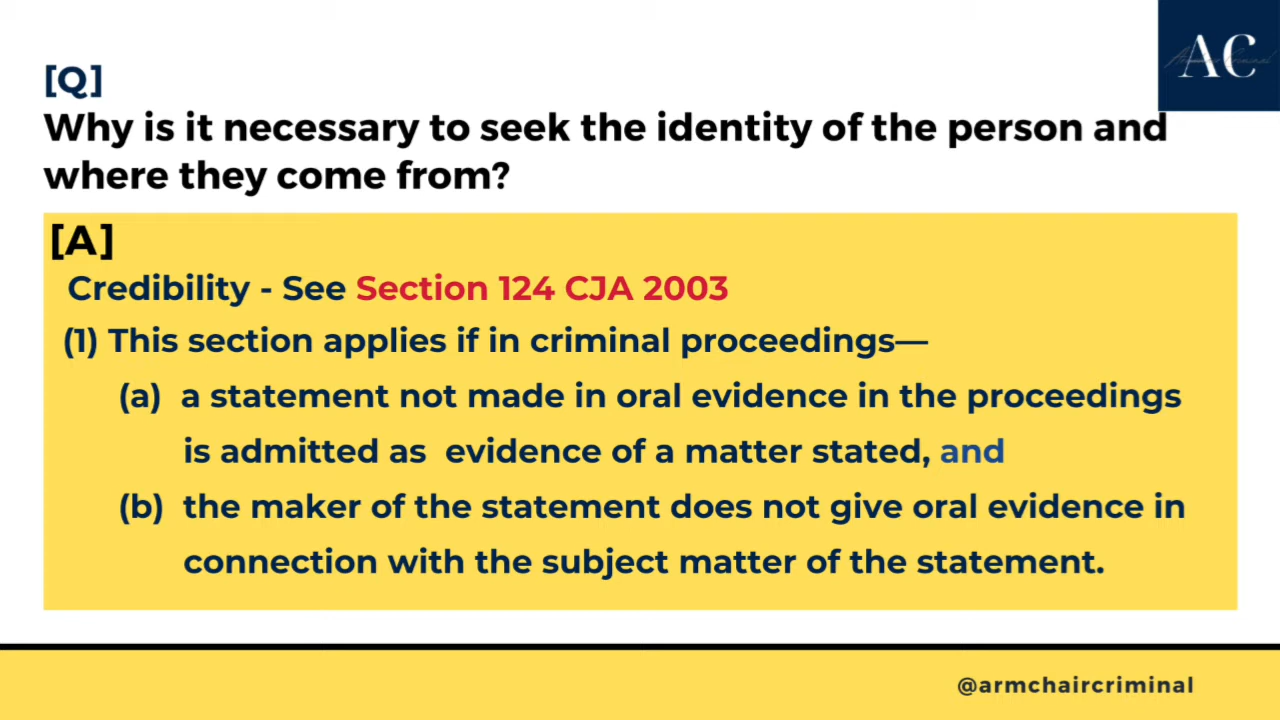 AC
[Q]
Why is it necessary to seek the identity of the person and
where they come from?
[A]
Credibility - See Section 124 CJA 2003
(1) This section applies if in criminal proceedings—
(a) a statement not made in oral evidence in the proceedings
is admitted as evidence of a matter stated, and
(b) the maker of the statement does not give oral evidence in
connection with the subject matter of the statement.
@armchaircriminal